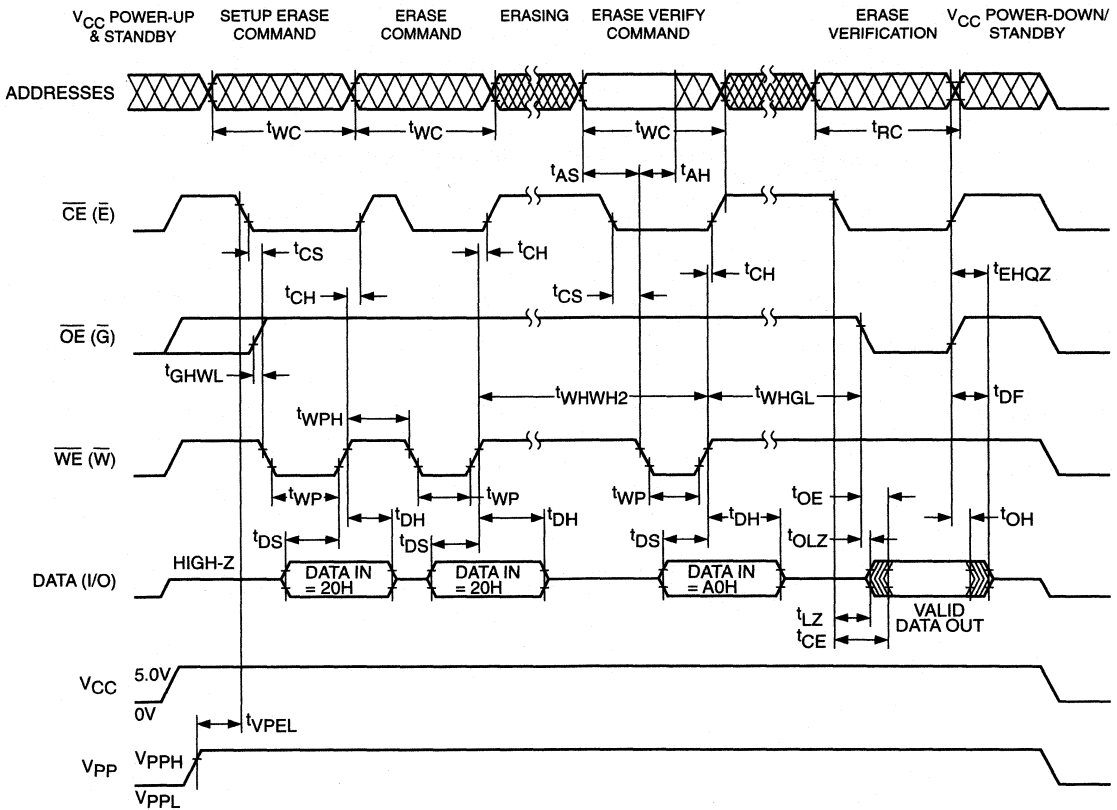 VCC POWER-UP
& STANDBY
SETUP ERASE
COMMAND
ERASE
COMMAND
ERASING
ERASE VERIFY
COMMAND
ERASE
VERIFICATION
VCC POWER-DOWN/
STANDBY
ADDRESSES
tWC
tWC
tWC
tRC
tAS
tAH
CE (E)
tCS
tCH
tCH
tCS
tCH
tEHQZ
OE (G)
tGHWL
tWPH
tWHWH2
tWHGL
tDF
WE (W)
tWP
tWP
tWP
tOE
tDH
tDH
tDH
tOH
tDS
tDS
tDS
tOLZ
DATA (I/O)
HIGH-Z
DATA IN
= 20H
DATA IN
= 20H
DATA IN
= A0H
VALID
DATA OUT
tLZ
tCE
VCC
5.0V
0V
tVPEL
VPP
VPPH
VPPL